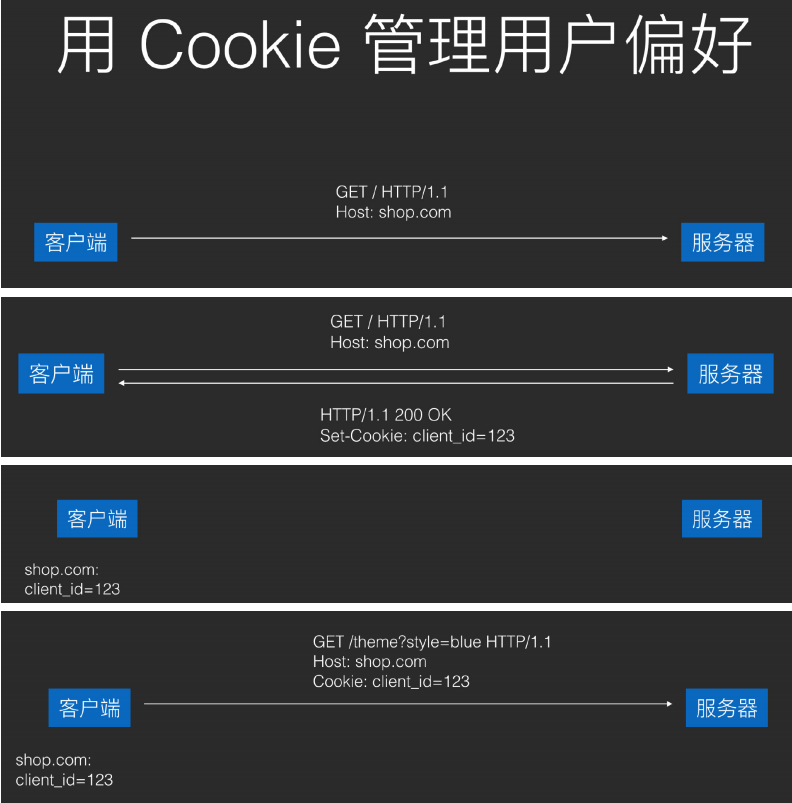 用 Cookie 管理用户偏好
GET / HTTP/1.1
Host: shop.com
客户端
服务器
GET / HTTP/1.1
Host: shop.com
客户端
服务器
HTTP/1.1 200 OK
Set-Cookie: client_id=123
客户端
服务器
shop.com:
client_id=123
GET /theme?style=blue HTTP/1.1
Host: shop.com
Cookie: client_id=123
客户端
服务器
shop.com:
client_id=123